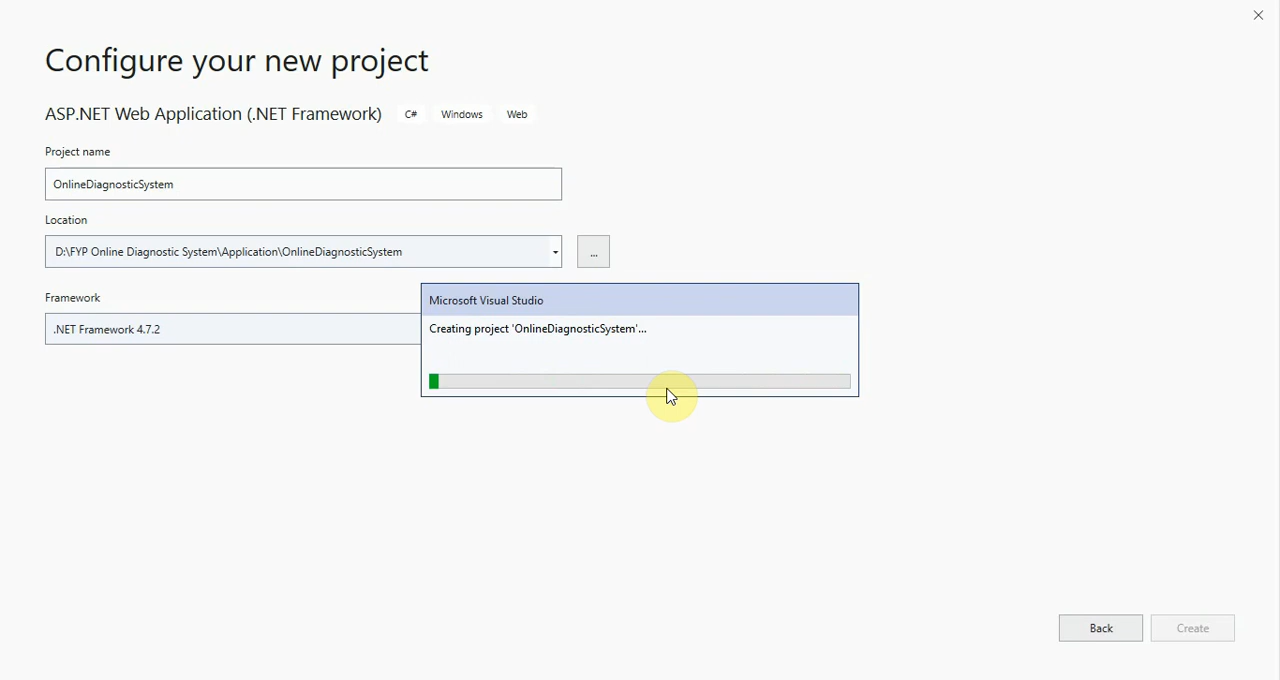 Configure your new project
ASP.NET Web Application (.NET Framework) C# Windows Web
Project name
OnlineDiagnosticSystem
Location
D:\FYP Online Diagnostic System\Application\OnlineDiagnosticSystem
...
Framework
.NET Framework 4.7.2
Microsoft Visual Studio
Creating project 'OnlineDiagnosticSystem'...
Back
Create